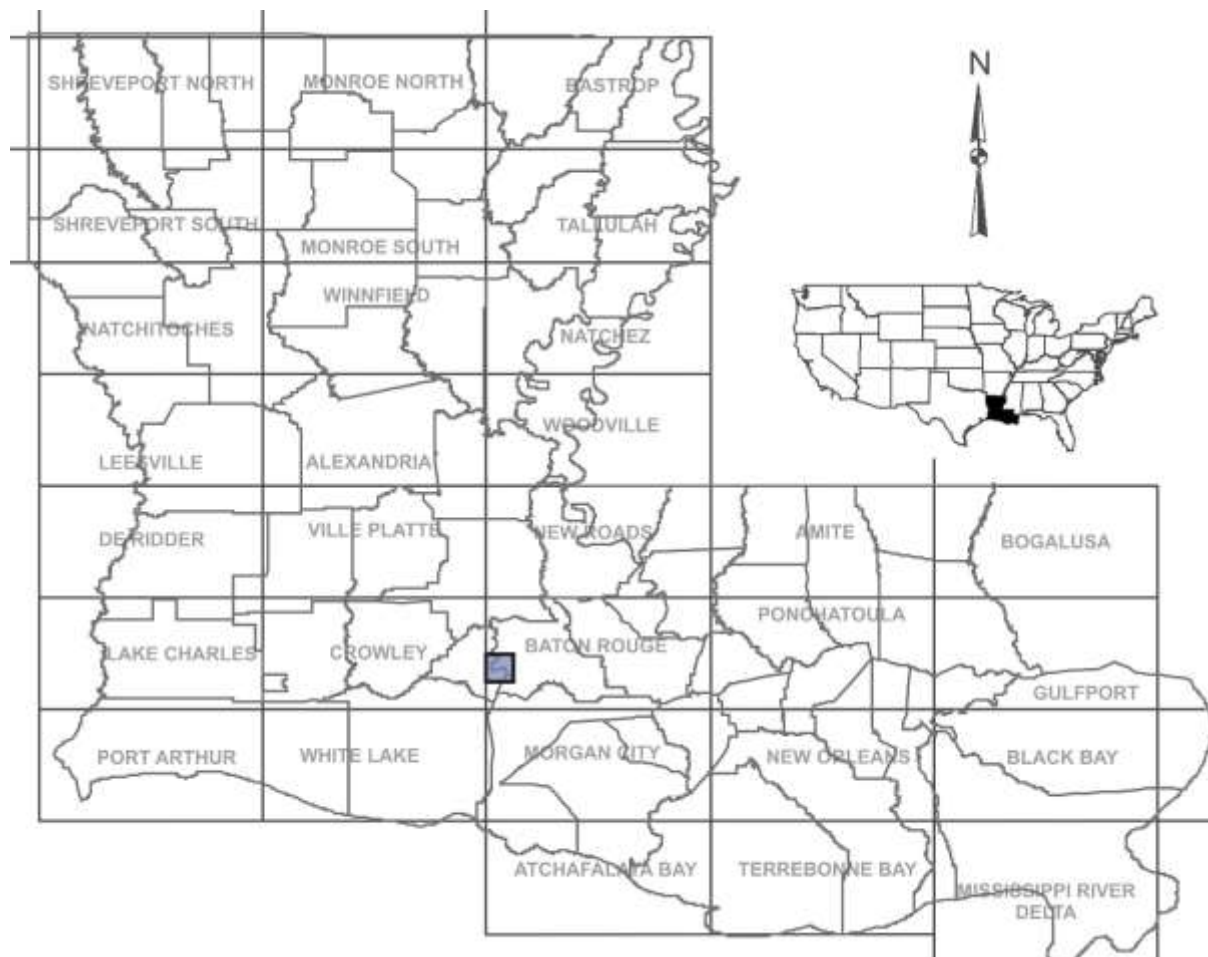 N
SHREVEPORT NORTH
MONROE NORTH
BASTROP
SHREVEPORT SOUTH
MONROE SOUTH
TALLULAH
WINNFIELD
NATCHITOCHES
NATCHEZ
WOODVILLE
LEESVILLE
ALEXANDRIA
DE RIDDER
VILLE PLATTE
NEW ROADS
AMITE
BOGALUSA
PONCHATOULA
LAKE CHARLES
CROWLEY
BATON ROUGE
GULFPORT
PORT ARTHUR
WHITE LAKE
MORGAN CITY
NEW ORLEANS
BLACK BAY
ATCHAFALAYA BAY
TERREBONNE BAY
MISSISSIPPI RIVER
DELTA